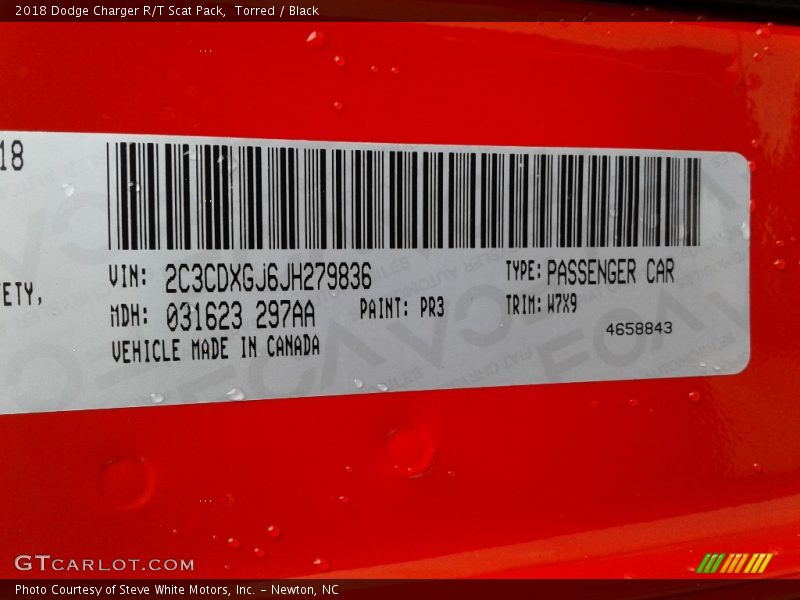 2018 Dodge Charger R/T Scat Pack, Torred / Black
18
ETY,
VIN: 2C3CDXGJ6JH279836
TYPE: PASSENGER CAR
MDH: 031623 297AA
PAINT: PR3
TRIM: W7X9
VEHICLE MADE IN CANADA
4658843
GTCARLOT.COM
Photo Courtesy of Steve White Motors, Inc. – Newton, NC